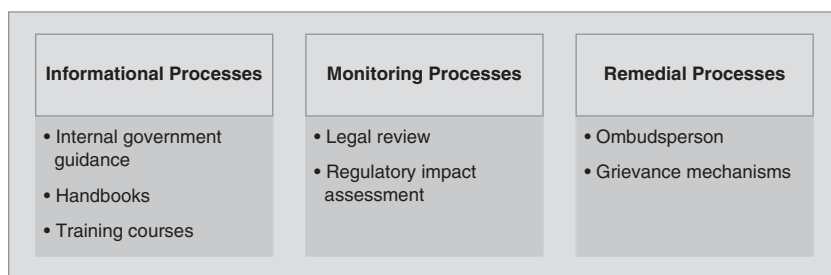 Informational Processes
• Internal government
guidance
• Handbooks
• Training courses
Monitoring Processes
• Legal review
• Regulatory impact
assessment
Remedial Processes
• Ombudsperson
• Grievance mechanisms